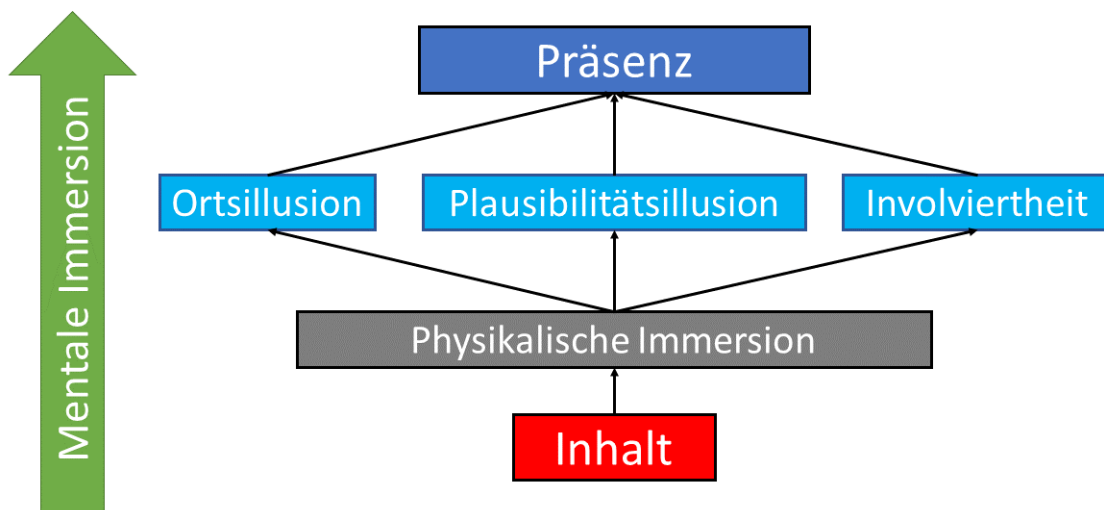 Mentale Immersion
Präsenz
Ortsillusion
Plausibilitätsillusion
Involviertheit
Physikalische Immersion
Inhalt